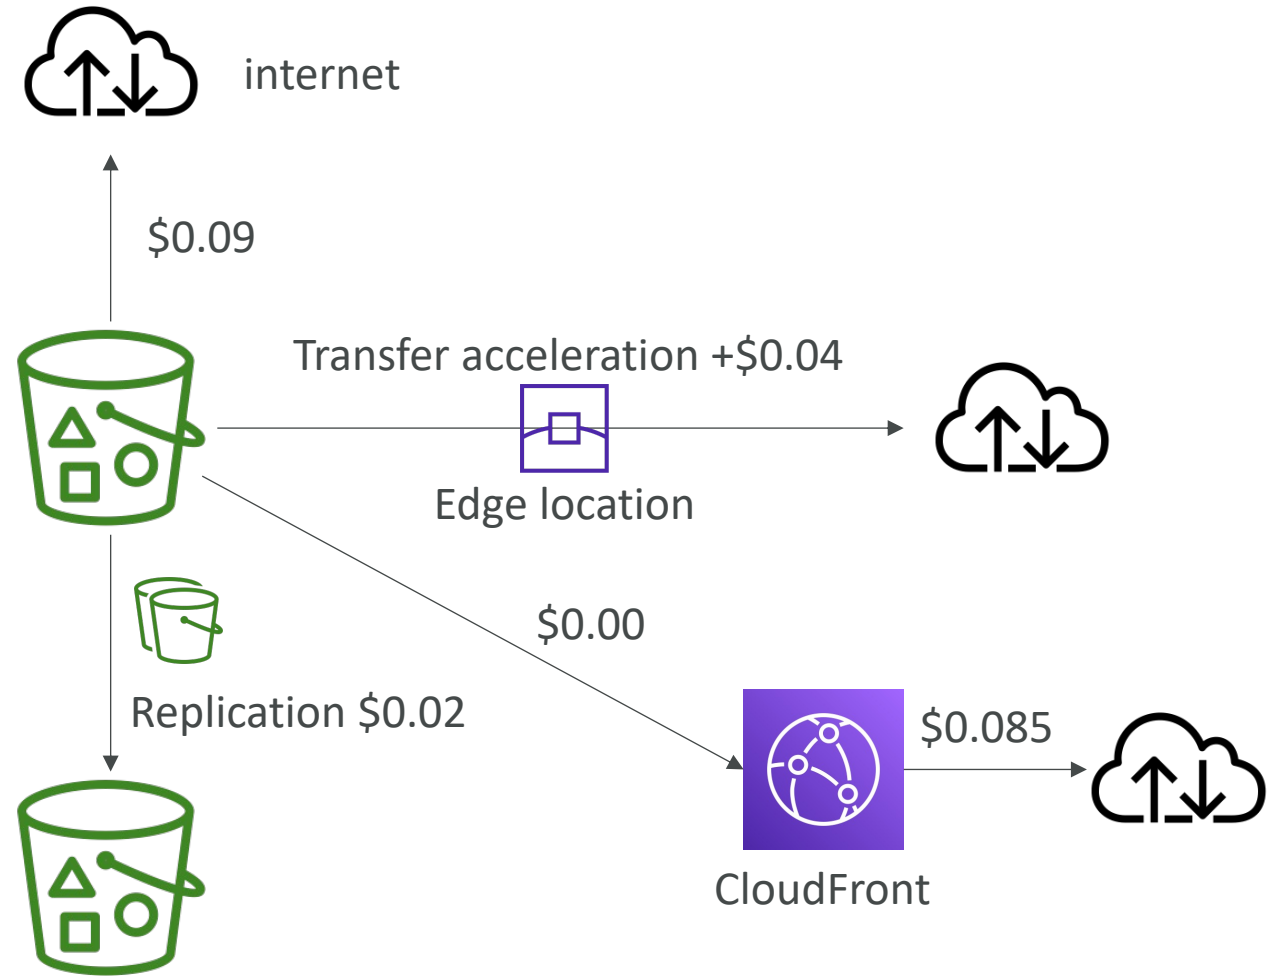 internet
$0.09
Transfer acceleration +$0.04
Edge location
$0.00
Replication $0.02
$0.085
CloudFront